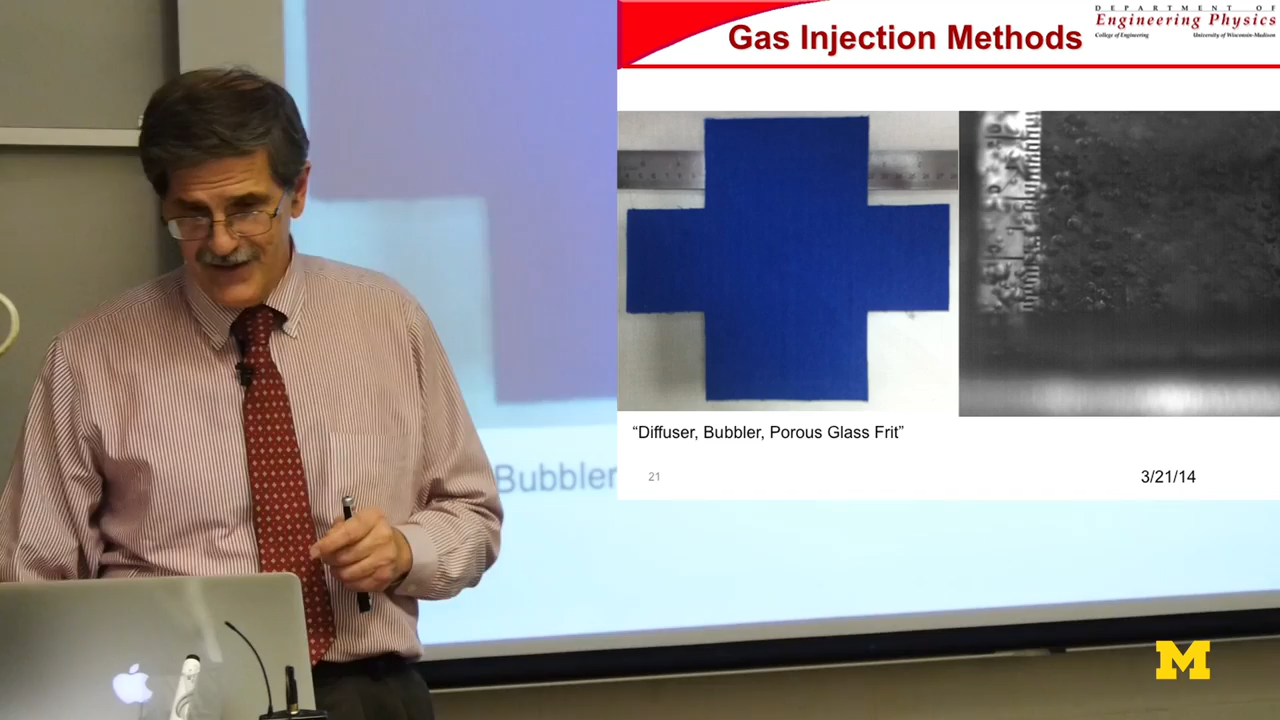 DEPARTMENT OF
Gas Injection Methods
Engineering Physics
College of Engineering
University of Wisconsin-Madison
"Diffuser, Bubbler, Porous Glass Frit"
21
3/21/14
Bubbler
M